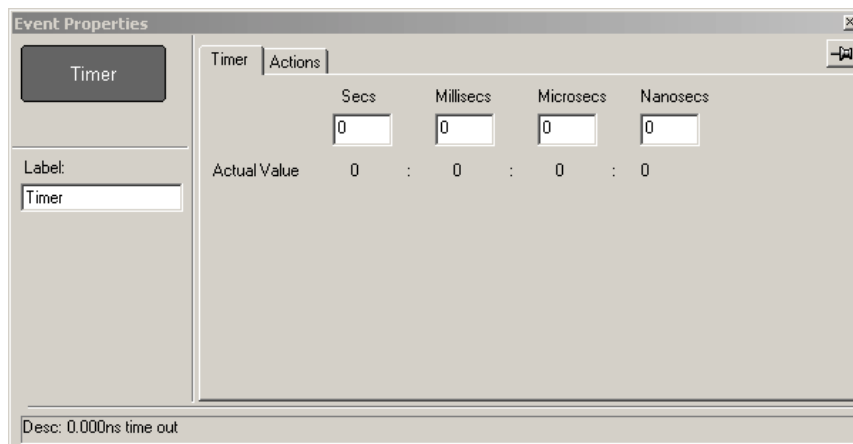 Event Properties
Timer
Timer Actions
Secs Millisecs Microsecs Nanosecs
0 0 0 0
Label:
Actual Value 0 : 0 : 0 : 0
Timer
Desc: 0.000ns time out